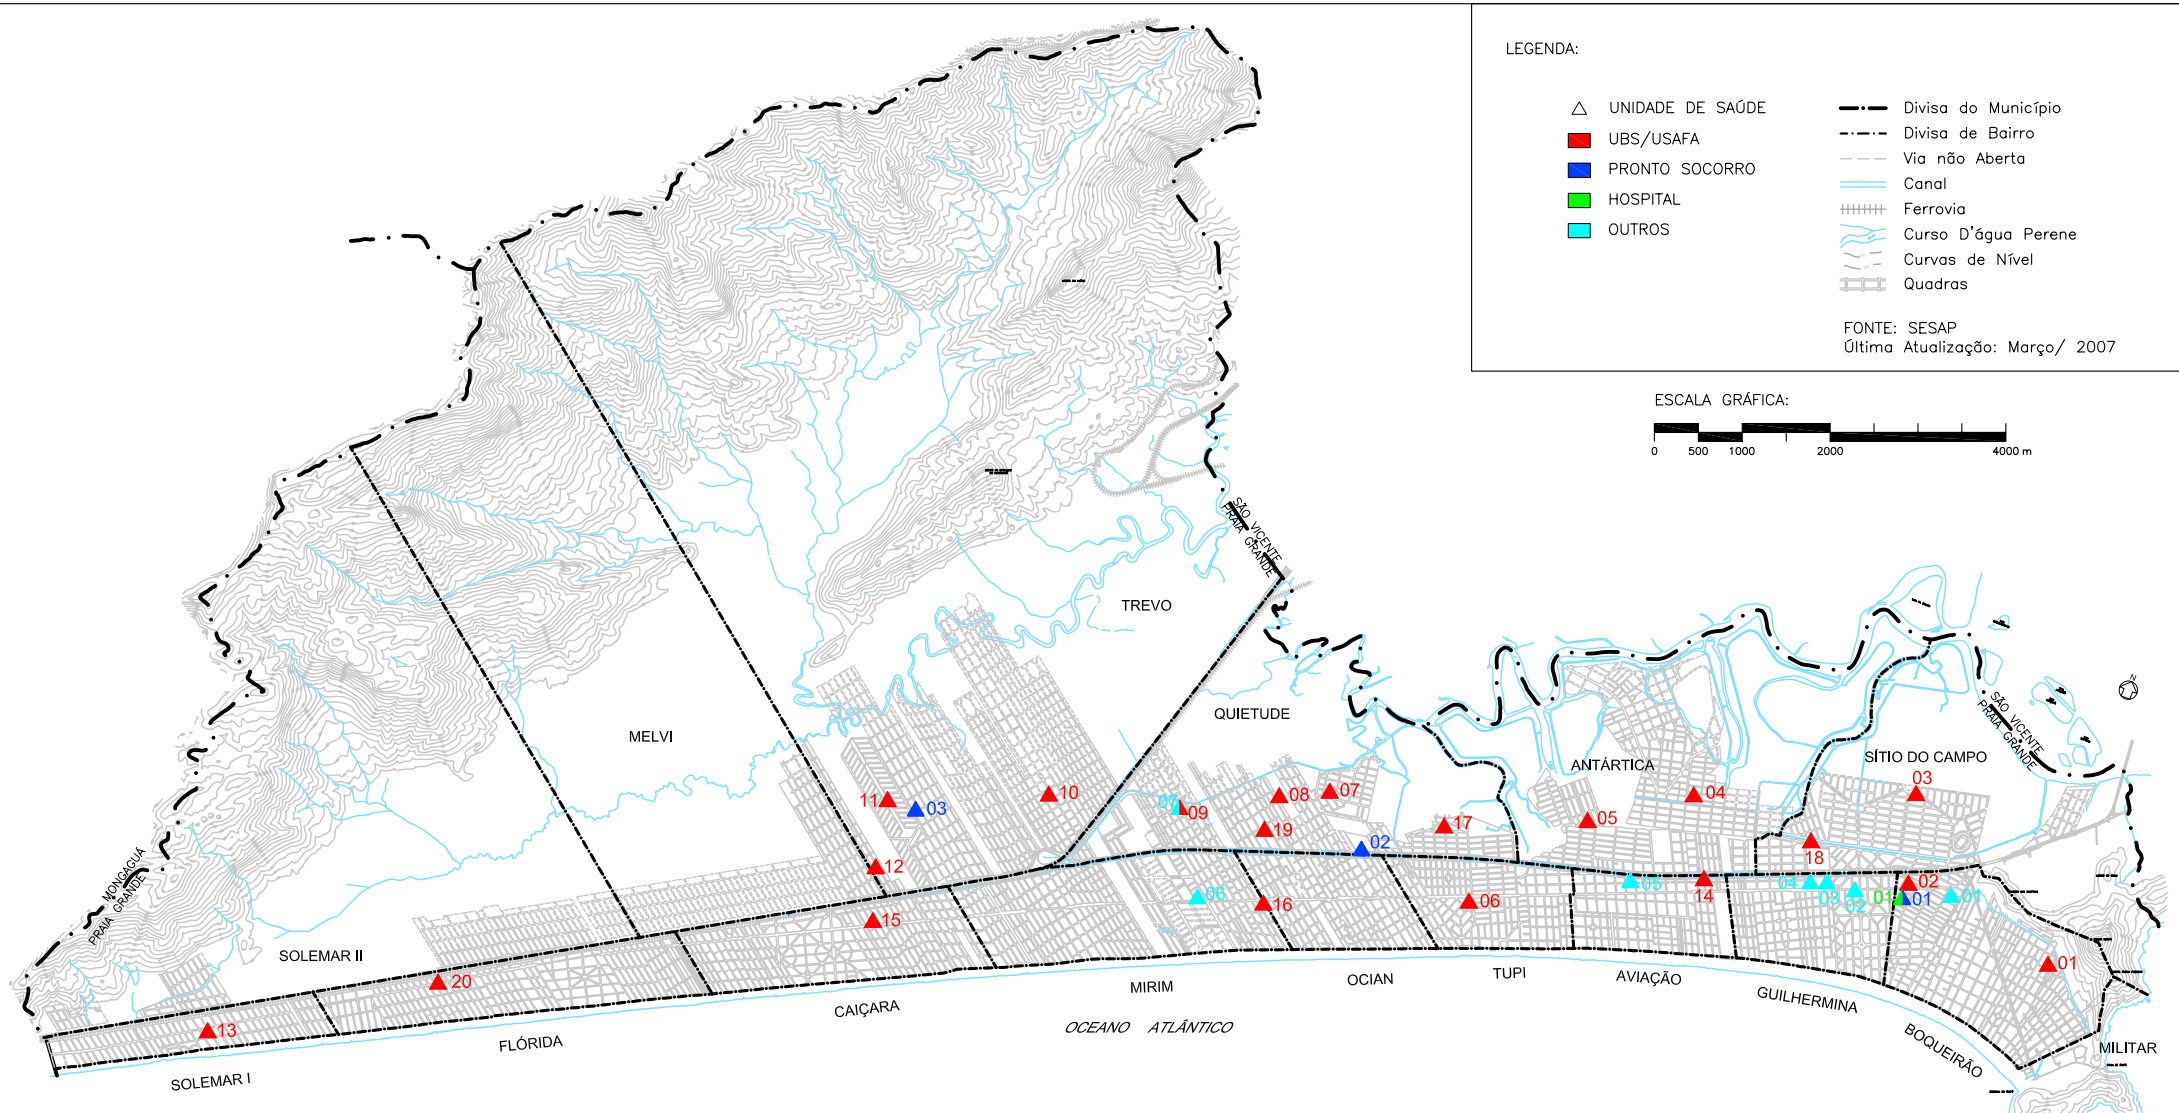 LEGENDA:
UNIDADE DE SAÚDE
UBS/USAFA
PRONTO SOCORRO
HOSPITAL
OUTROS
Divisa do Município
Divisa de Bairro
Via não Aberta
Canal
Ferrovia
Curso D'água Perene
Curvas de Nível
Quadras
FONTE: SESAP
Última Atualização: Março/ 2007
ESCALA GRÁFICA:
0 500 1000 2000 4000 m
SÃO VICENTE
PRAIA GRANDE
TREVO
QUIETUDE
MELVI
ANTÁRTICA
SÍTIO DO CAMPO
N
SÃO VICENTE
PRAIA GRANDE
11
03
10
07
09
08
07
19
02
17
05
04
03
18
12
15
06
16
06
05
14
04
03
02
01
01
02
01
01
MONGAGUÁ
PRAIA GRANDE
SOLEMAR II
20
13
SOLEMAR I
FLÓRIDA
CAIÇARA
MIRIM
OCIAN
TUPI
AVIAÇÃO
GUILHERMINA
BOQUEIRÃO
MILITAR
OCEANO ATLÂNTICO